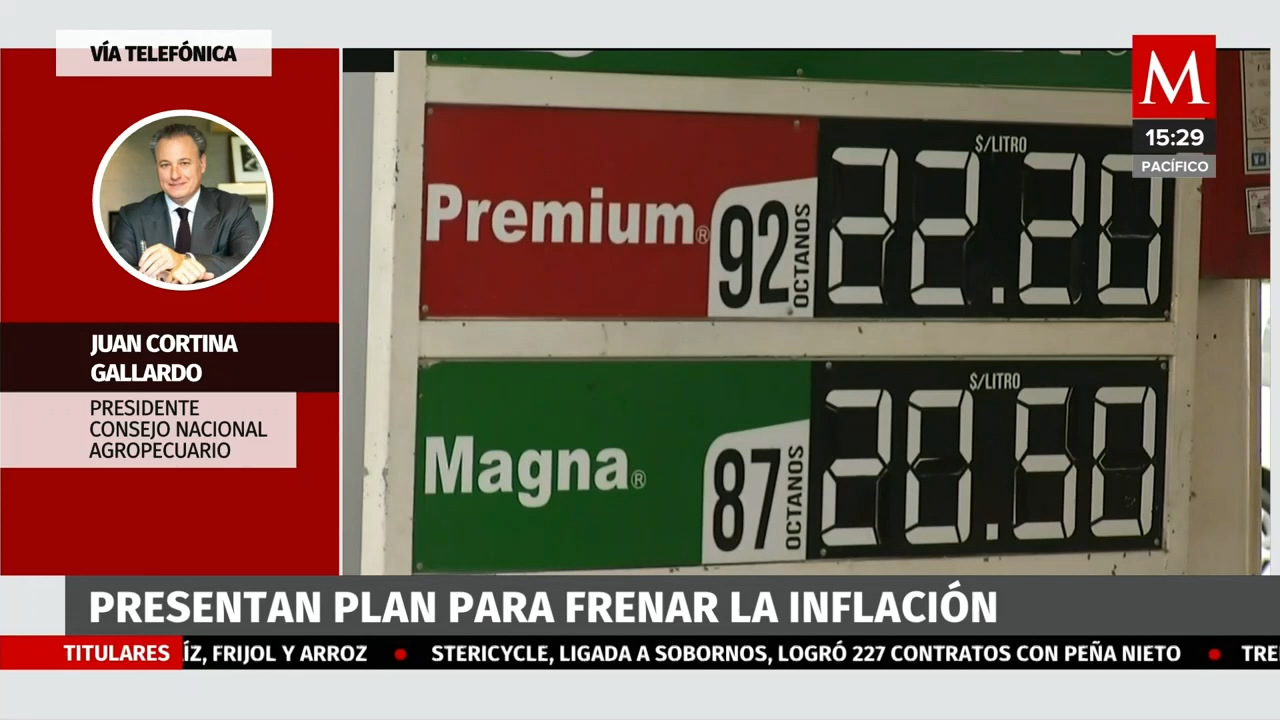 VÍA TELEFÓNICA
JUAN CORTINA
GALLARDO
PRESIDENTE
CONSEJO NACIONAL
AGROPECUARIO
Premium®
92
OCTANOS
$/LITRO
22.20
Magna®
87
OCTANOS
$/LITRO
20.50
M
15:29
PACÍFICO
PRESENTAN PLAN PARA FRENAR LA INFLACIÓN
TITULARES
ÍZ, FRIJOL Y ARROZ • STERICYCLE, LIGADA A SOBORNOS, LOGRÓ 227 CONTRATOS CON PEÑA NIETO • TRE